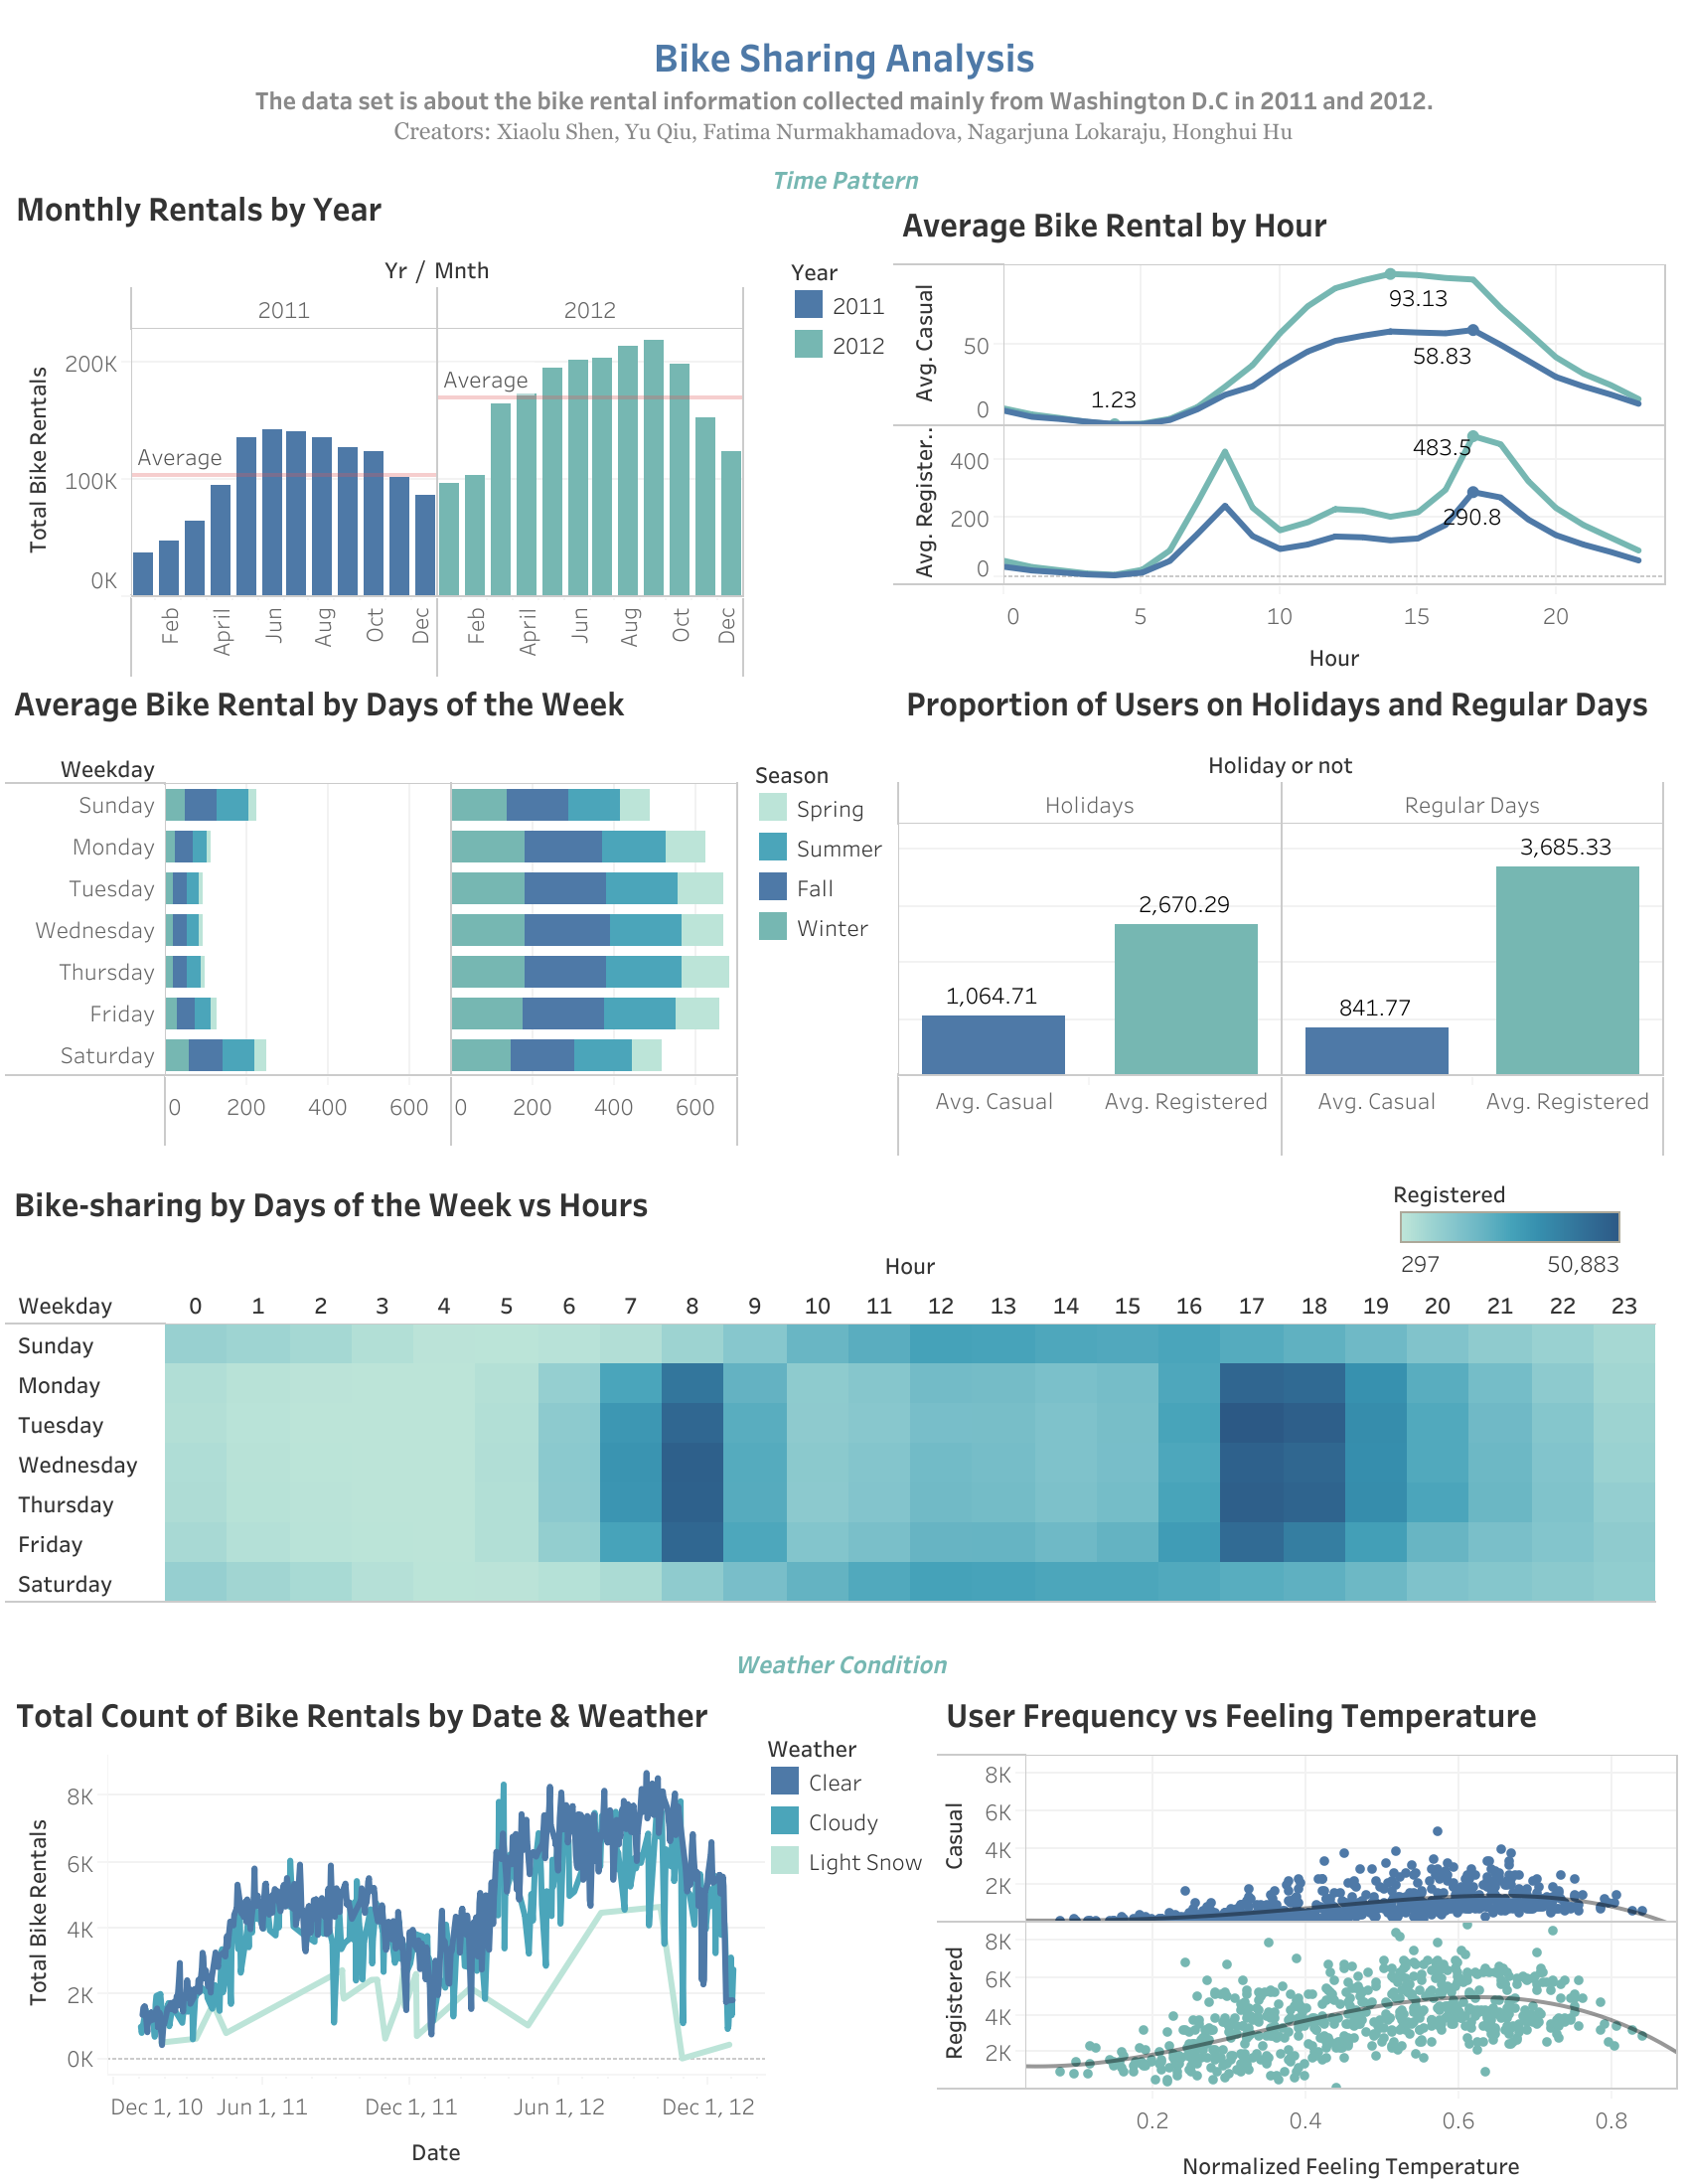 Bike Sharing Analysis
The data set is about the bike rental information collected mainly from Washington D.C in 2011 and 2012.
Creators: Xiaolu Shen, Yu Qiu, Fatima Nurmakhamadova, Nagarjuna Lokaraju, Honghui Hu
Time Pattern
Monthly Rentals by Year
Yr / Mnth
2011
2012
Total Bike Rentals
200K
100K
0K
Average
Average
Feb
April
Jun
Aug
Oct
Dec
Feb
April
Jun
Aug
Oct
Dec
Year
2011
2012
Average Bike Rental by Hour
Avg. Casual
50
0
93.13
58.83
1.23
Avg. Register..
400
200
0
483.5
290.8
0
5
10
15
20
Hour
Average Bike Rental by Days of the Week
Weekday
Sunday
Monday
Tuesday
Wednesday
Thursday
Friday
Saturday
0
200
400
600
0
200
400
600
Season
Spring
Summer
Fall
Winter
Proportion of Users on Holidays and Regular Days
Holiday or not
Holidays
Regular Days
1,064.71
2,670.29
841.77
3,685.33
Avg. Casual
Avg. Registered
Avg. Casual
Avg. Registered
Bike-sharing by Days of the Week vs Hours
Registered
297
50,883
Hour
Weekday 0 1 2 3 4 5 6 7 8 9 10 11 12 13 14 15 16 17 18 19 20 21 22 23
Sunday
Monday
Tuesday
Wednesday
Thursday
Friday
Saturday
Weather Condition
Total Count of Bike Rentals by Date & Weather
Total Bike Rentals
8K
6K
4K
2K
0K
Dec 1, 10
Jun 1, 11
Dec 1, 11
Jun 1, 12
Dec 1, 12
Date
Weather
Clear
Cloudy
Light Snow
User Frequency vs Feeling Temperature
Casual
8K
6K
4K
2K
Registered
8K
6K
4K
2K
0.2
0.4
0.6
0.8
Normalized Feeling Temperature